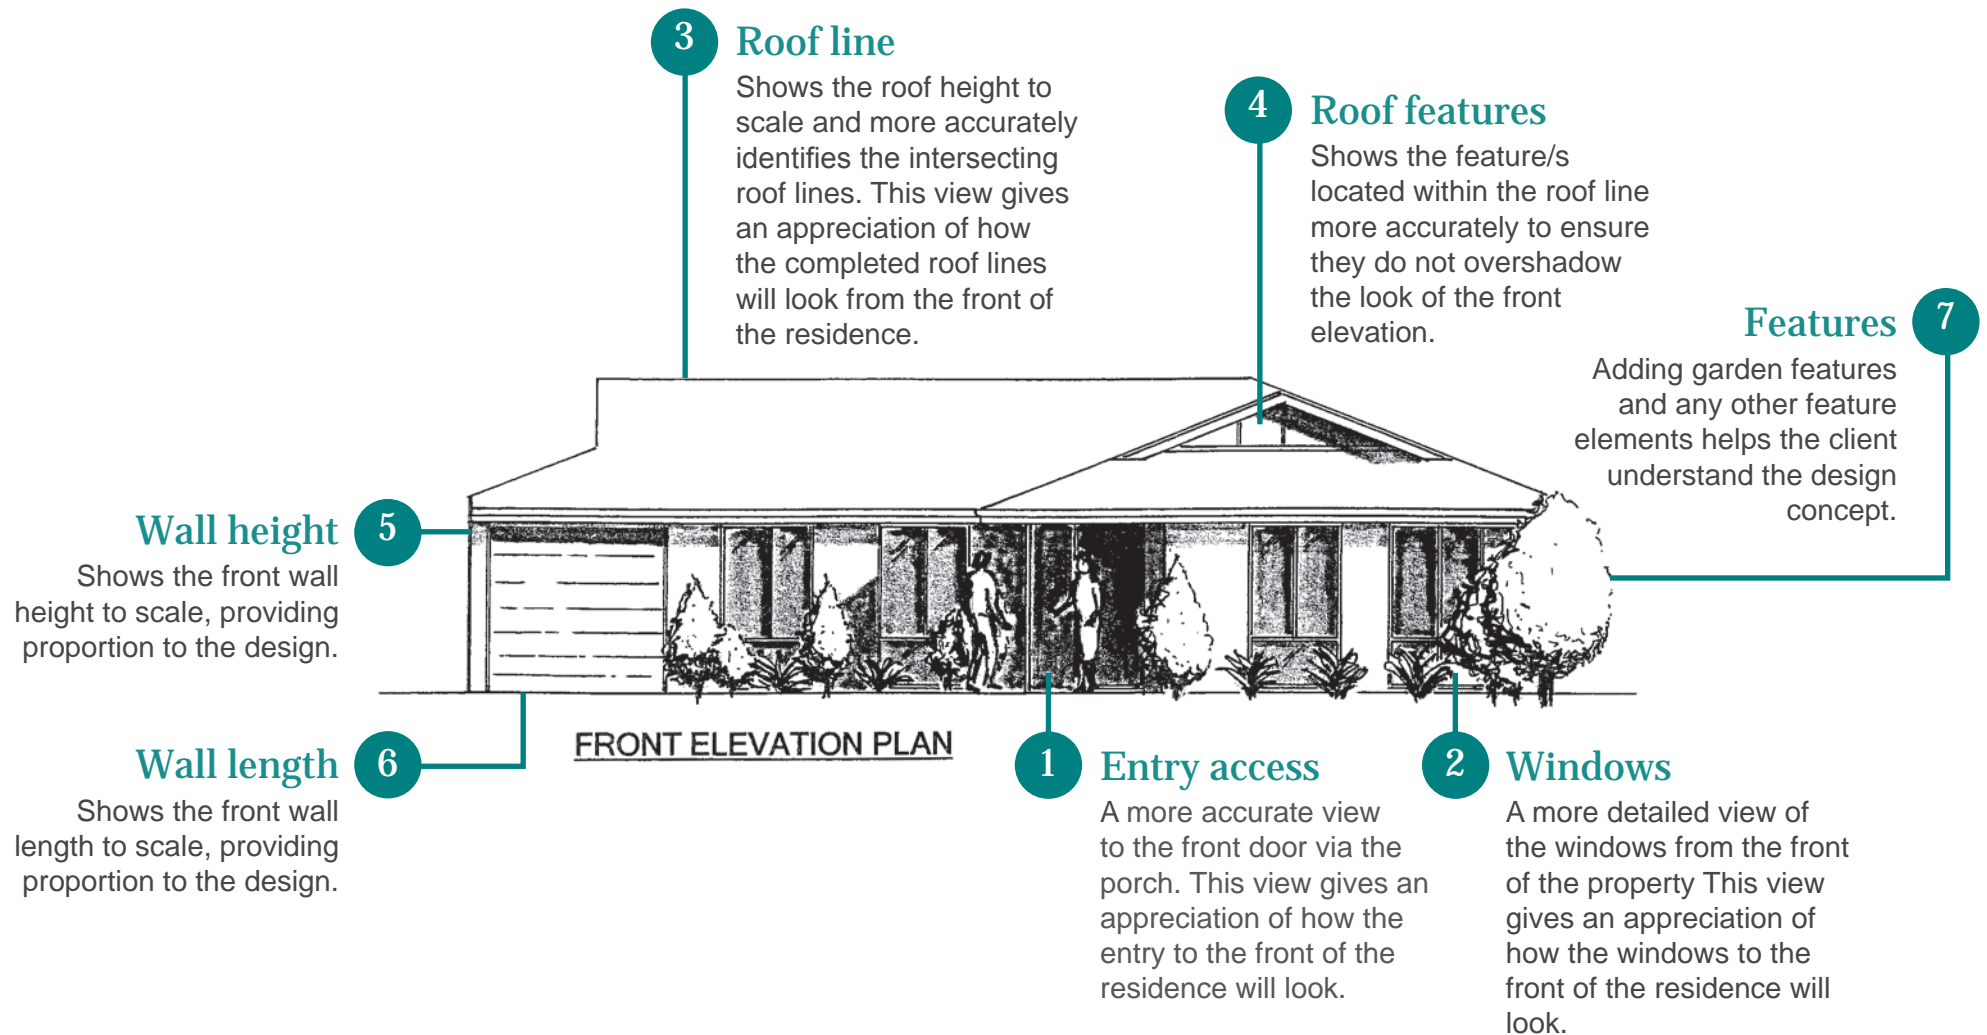 3
Roof line
Shows the roof height to
scale and more accurately
identifies the intersecting
roof lines. This view gives
an appreciation of how
the completed roof lines
will look from the front of
the residence.
4
Roof features
Shows the feature/s
located within the roof line
more accurately to ensure
they do not overshadow
the look of the front
elevation.
Features
7
Adding garden features
and any other feature
elements helps the client
understand the design
concept.
Wall height
5
Shows the front wall
height to scale, providing
proportion to the design.
Wall length
6
Shows the front wall
length to scale, providing
proportion to the design.
FRONT ELEVATION PLAN
1
Entry access
A more accurate view
to the front door via the
porch. This view gives an
appreciation of how the
entry to the front of the
residence will look.
2
Windows
A more detailed view of
the windows from the front
of the property This view
gives an appreciation of
how the windows to the
front of the residence will
look.